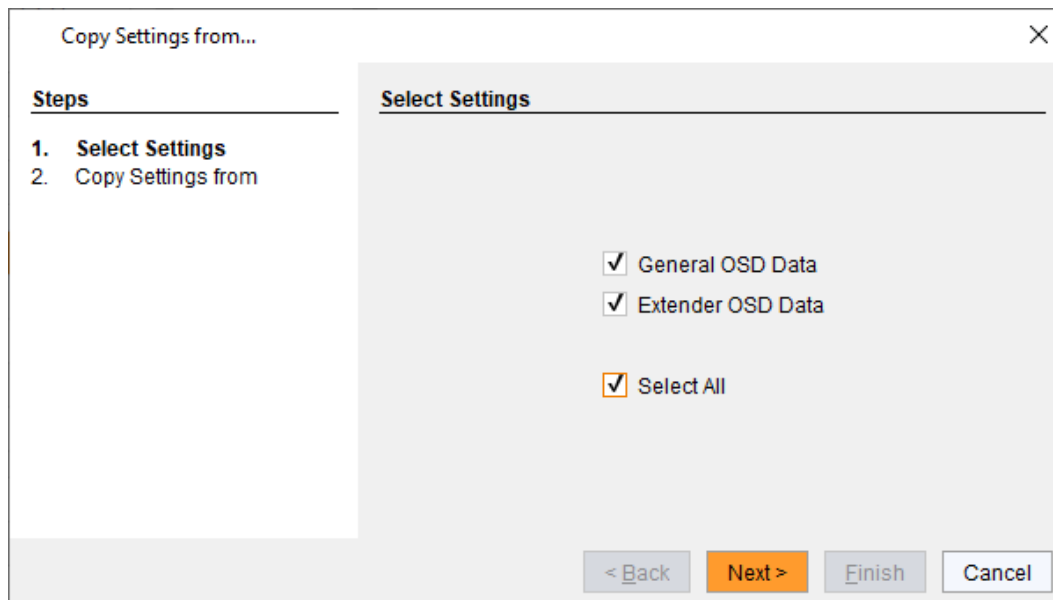 Copy Settings from...
Steps
1. Select Settings
2. Copy Settings from
Select Settings
General OSD Data
Extender OSD Data
Select All
< Back
Next >
Finish
Cancel